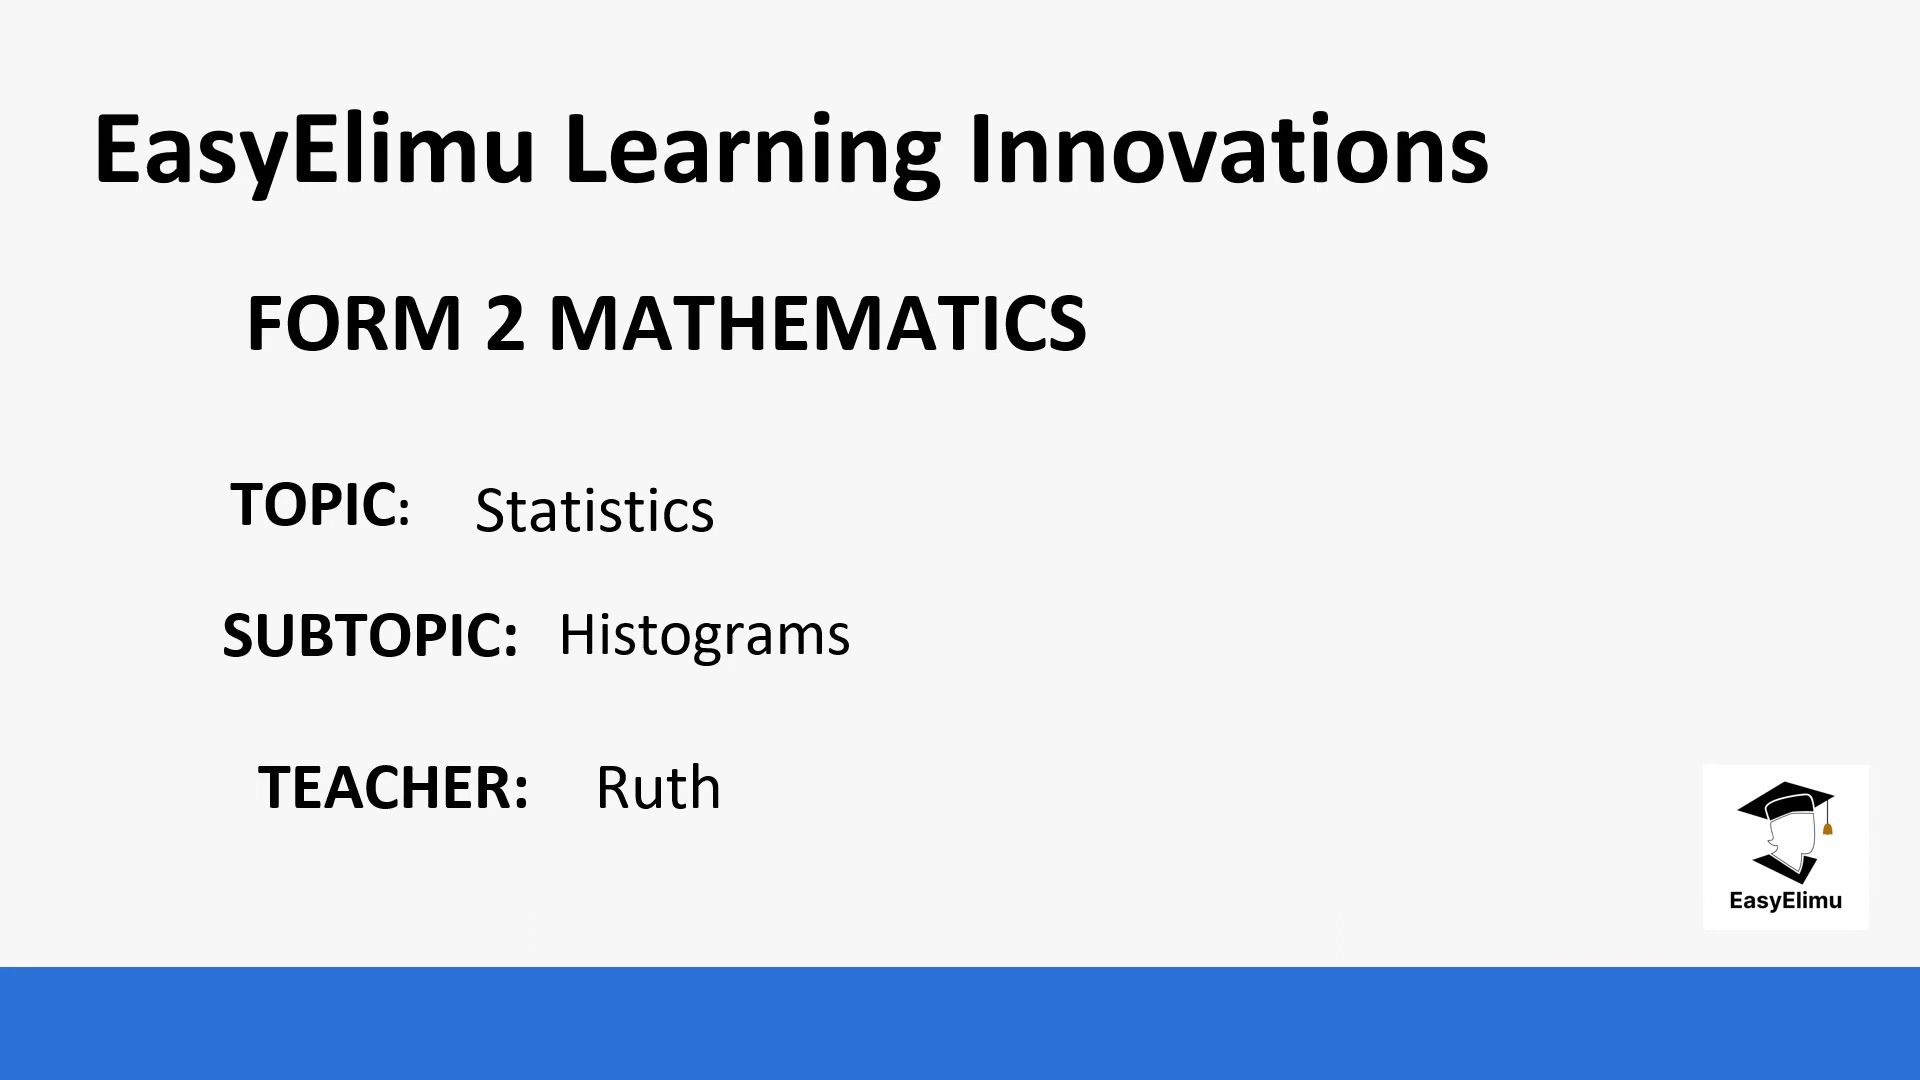 EasyElimu Learning Innovations
FORM 2 MATHEMATICS
TOPIC: Statistics
SUBTOPIC: Histograms
TEACHER: Ruth
EasyElimu